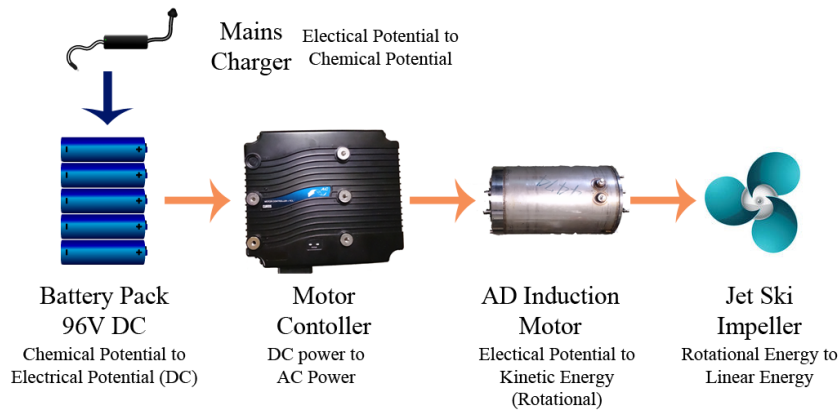 Mains
Charger
Electical Potential to
Chemical Potential
Battery Pack
96V DC
Chemical Potential to
Electrical Potential (DC)
Motor
Contoller
DC power to
AC Power
AD Induction
Motor
Electical Potential to
Kinetic Energy
(Rotational)
Jet Ski
Impeller
Rotational Energy to
Linear Energy